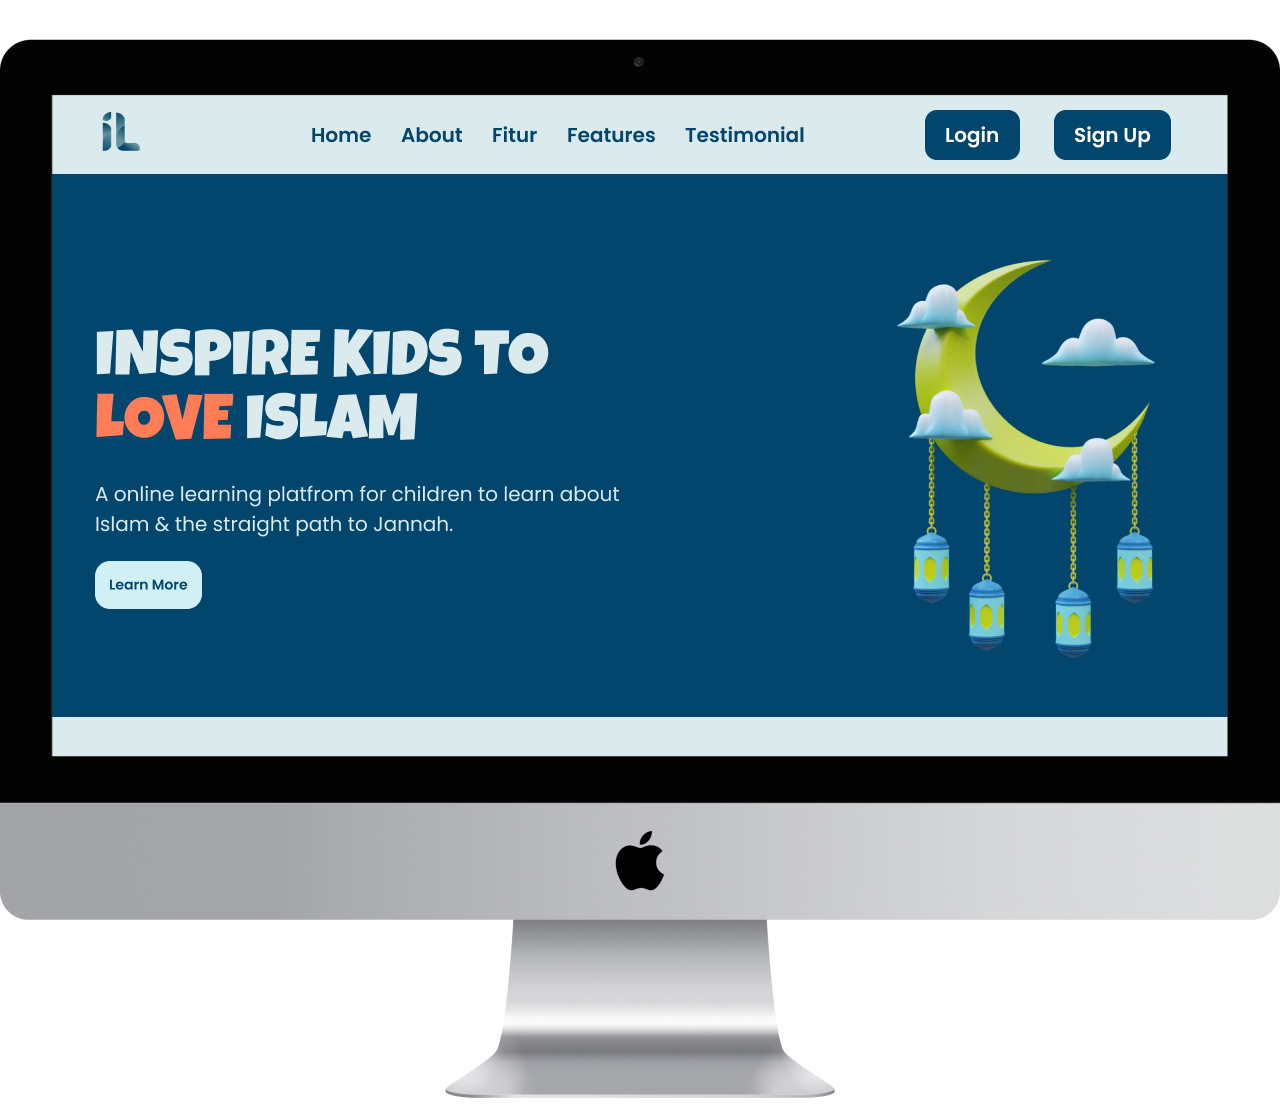 iL
Home About Fitur Features Testimonial Login Sign Up
INSPIRE KIDS TO
LOVE ISLAM
A online learning platfrom for children to learn about
Islam & the straight path to Jannah.
Learn More